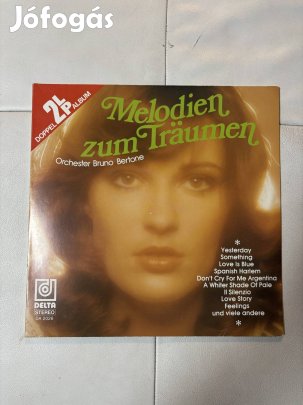 Jófogás
2LP
DOPPEL ALBUM
Melodien
zum Träumen
Orchester Bruno Bertone
*
Yesterday
Something
Love Is Blue
Spanish Harlem
Don't Cry For Me Argentina
A Whiter Shade Of Pale
Il Silenzio
Love Story
Feelings
und viele andere
*
DELTA
STEREO